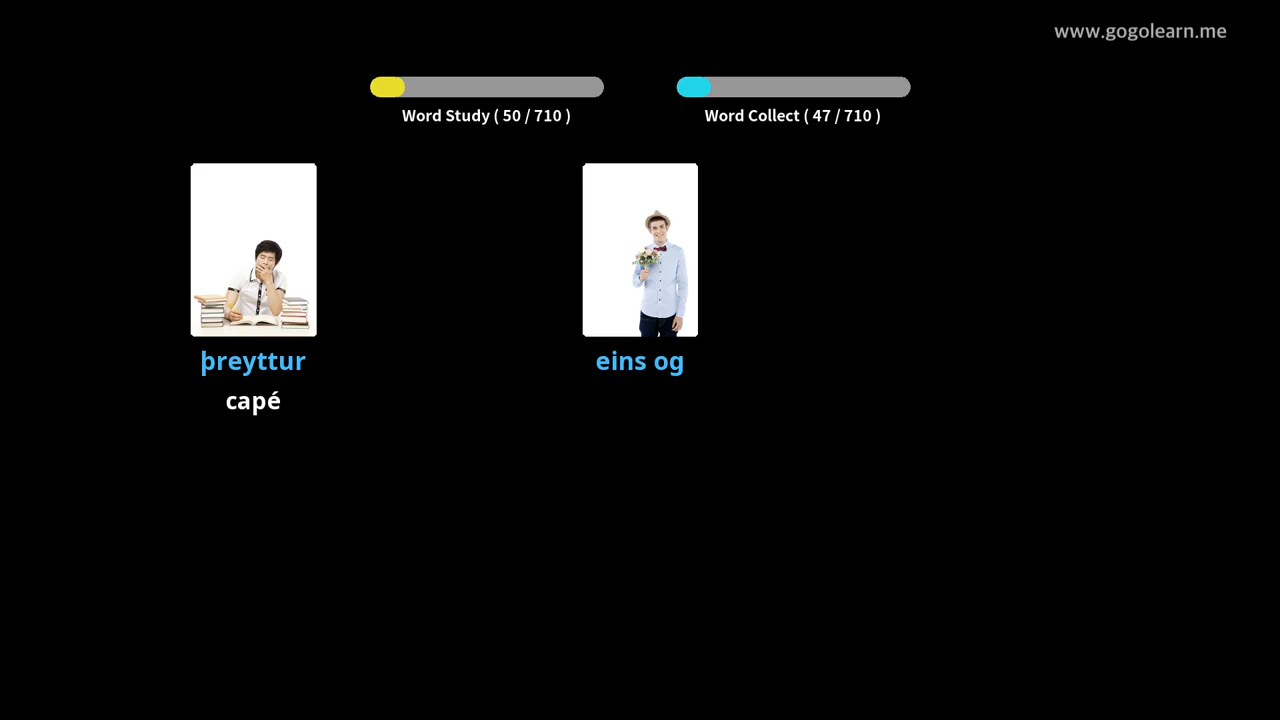 www.gogolearn.me
Word Study ( 50 / 710 )
Word Collect ( 47 / 710 )
þreyttur
capé
eins og